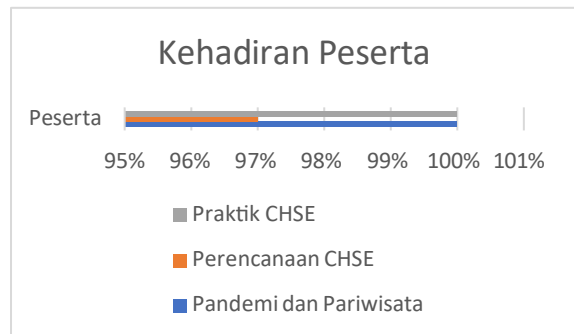 Kehadiran Peserta
Peserta
95% 96% 97% 98% 99% 100% 101%
Praktik CHSE
Perencanaan CHSE
Pandemi dan Pariwisata